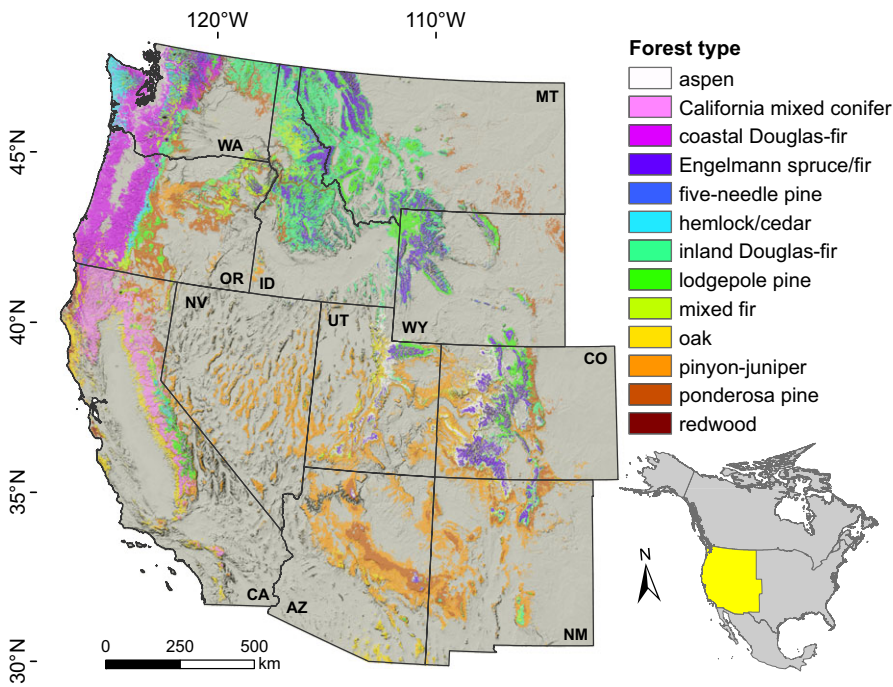 120°W
110°W
45°N
40°N
35°N
30°N
WA
MT
OR
ID
NV
UT
WY
CO
CA
AZ
NM
0
250
500
km
Forest type
aspen
California mixed conifer
coastal Douglas-fir
Engelmann spruce/fir
five-needle pine
hemlock/cedar
inland Douglas-fir
lodgepole pine
mixed fir
oak
pinyon-juniper
ponderosa pine
redwood
N